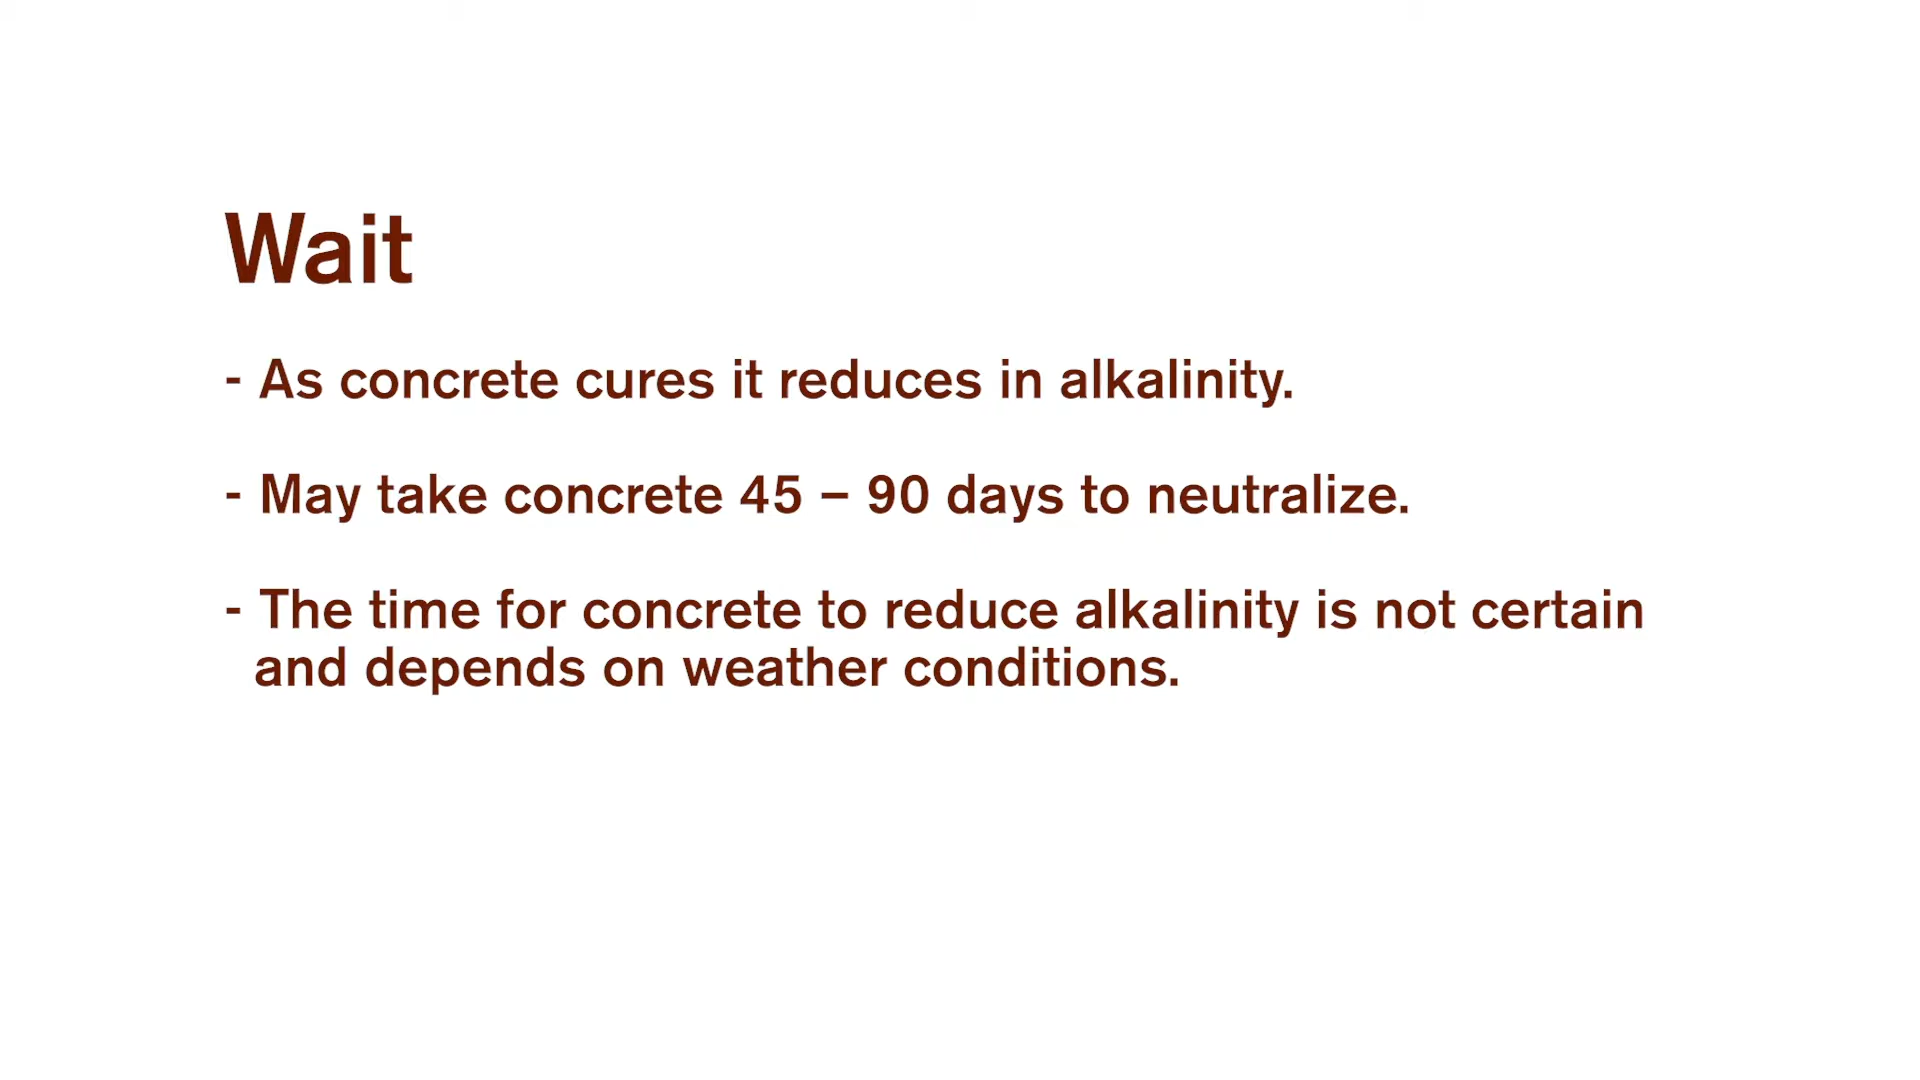 Wait
- As concrete cures it reduces in alkalinity.
- May take concrete 45 – 90 days to neutralize.
- The time for concrete to reduce alkalinity is not certain
and depends on weather conditions.